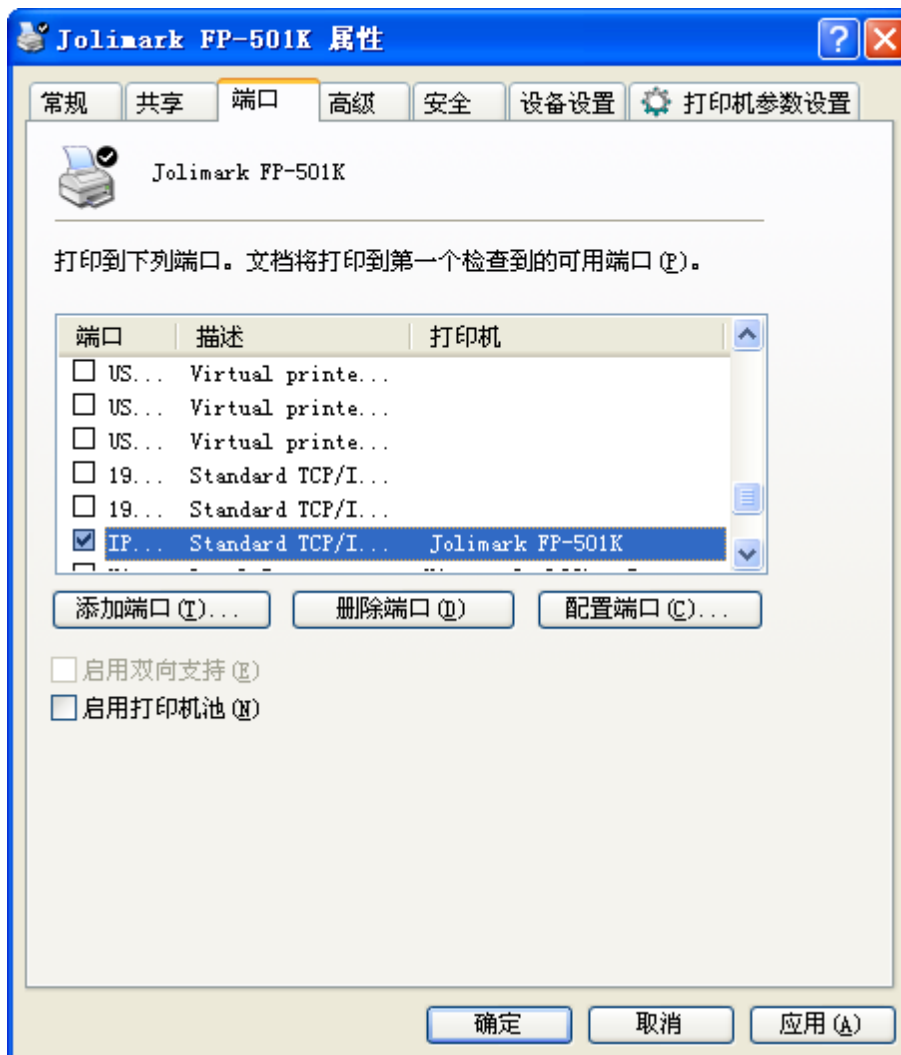 Jolimark FP-501K 属性
常规 共享 端口 高级 安全 设备设置 打印机参数设置
Jolimark FP-501K
打印到下列端口。文档将打印到第一个检查到的可用端口(P)。
端口 描述 打印机
US... Virtual printe...
US... Virtual printe...
US... Virtual printe...
19... Standard TCP/I...
19... Standard TCP/I...
IP... Standard TCP/I... Jolimark FP-501K
添加端口(T)... 删除端口(D) 配置端口(C)...
启用双向支持(E)
启用打印机池(N)
确定 取消 应用(A)